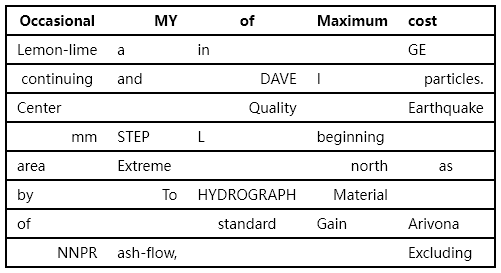 Occasional MY of Maximum cost
Lemon-lime a in GE
continuing and DAVE I particles.
Center Quality Earthquake
mm STEP L beginning
area Extreme north as
by To HYDROGRAPH Material
of standard Gain Arivona
NNPR ash-flow, Excluding